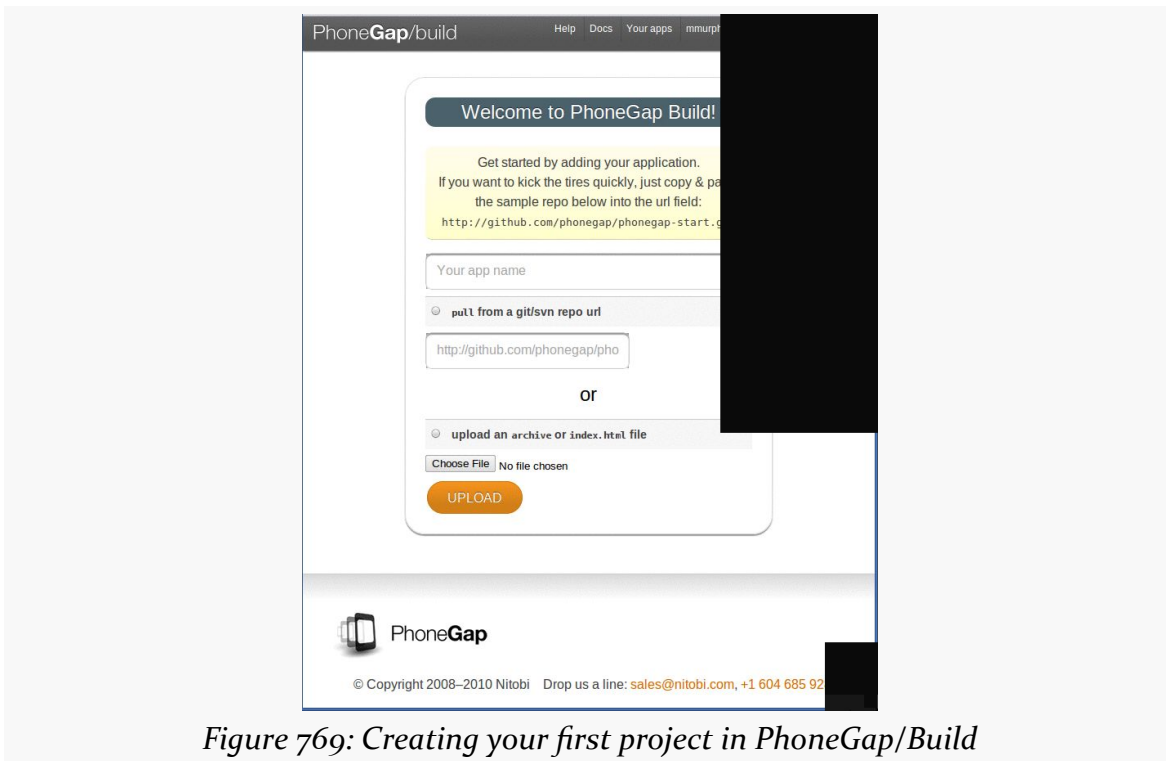 PhoneGap/build Help Docs Your apps
Welcome to PhoneGap Build!
Get started by adding your application.
If you want to kick the tires quickly, just copy &
the sample repo below into the url field:
http://github.com/phonegap/phonegap-start.g
Your app name
pull from a git/svn repo url
http://github.com/phonegap/pho
or
upload an archive or index.html file
Choose File No file chosen
UPLOAD
PhoneGap
© Copyright 2008–2010 Nitobi Drop us a line: sales@nitobi.com, +1 604 685 92
Figure 769: Creating your first project in PhoneGap/Build